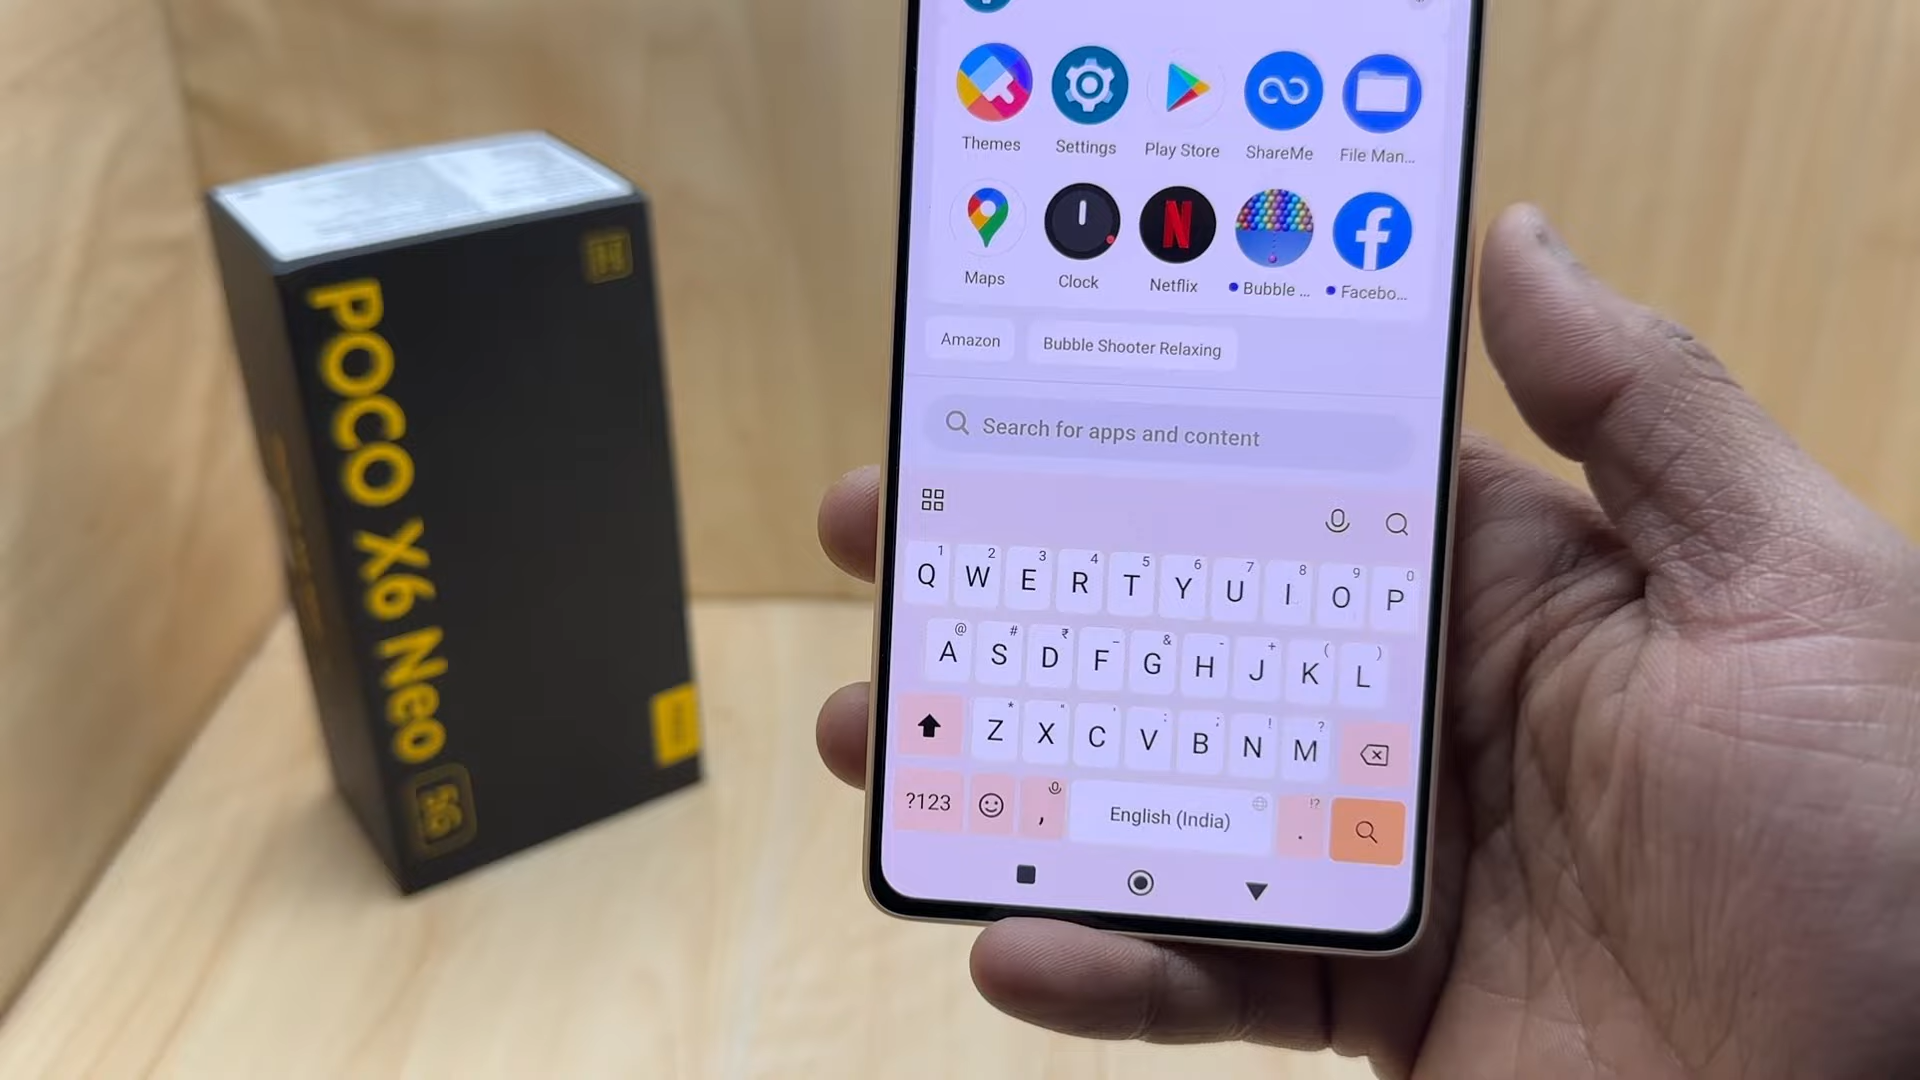 POCO X6 Neo
5G
Themes
Settings
Play Store
ShareMe
File Man...
Maps
Clock
Netflix
Bubble ...
Facebo...
Amazon
Bubble Shooter Relaxing
Search for apps and content
1 2 3 4 5 6 7 8 9 0
Q W E R T Y U I O P
@ # ₹ _ & - + ( )
A S D F G H J K L
* " ' : ; ! ?
Z X C V B N M
?123 , English (India) . !?